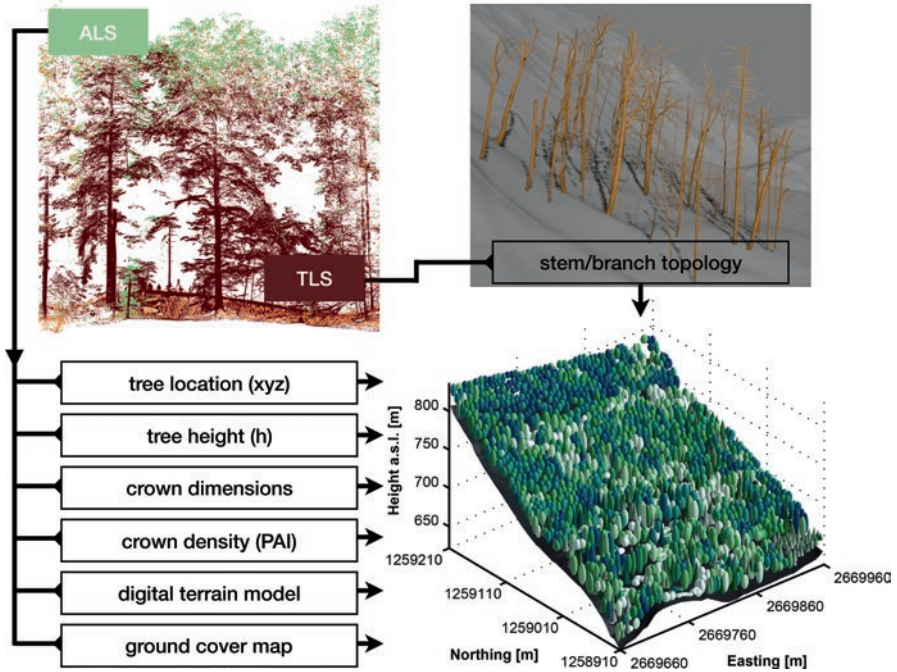 ALS
TLS
stem/branch topology
tree location (xyz)
tree height (h)
crown dimensions
crown density (PAI)
digital terrain model
ground cover map
Height a.s.l. [m]
800
750
700
650
1259210
1259110
1259010
1258910
Northing [m]
2669660
2669760
2669860
2669960
Easting [m]